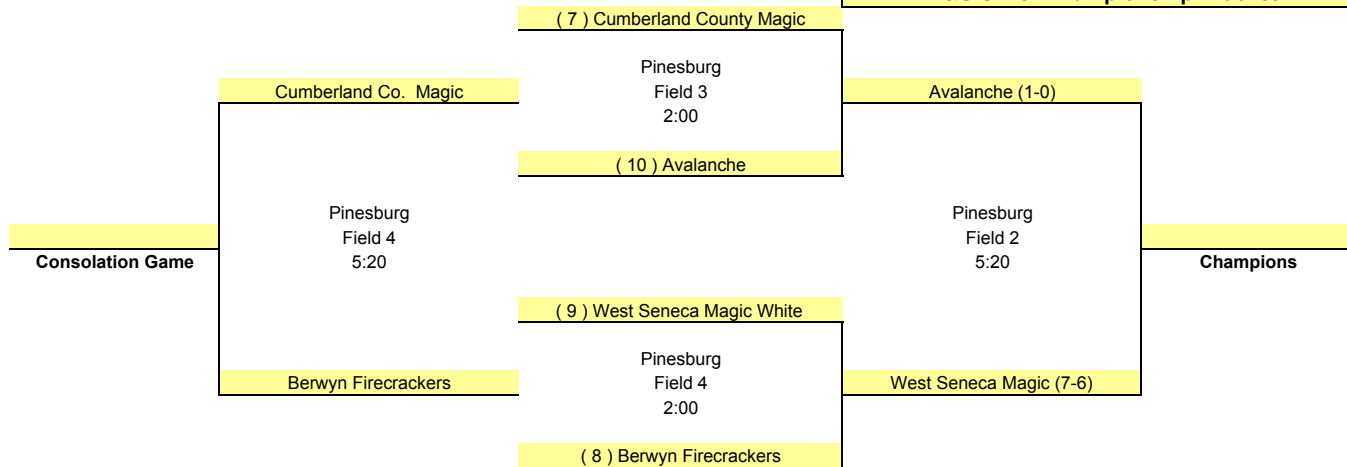 ( 7 ) Cumberland County Magic
Pinesburg
Field 3
2:00
Cumberland Co. Magic
Avalanche (1-0)
( 10 ) Avalanche
Pinesburg
Field 4
5:20
Pinesburg
Field 2
5:20
Consolation Game
Champions
( 9 ) West Seneca Magic White
Pinesburg
Field 4
2:00
Berwyn Firecrackers
West Seneca Magic (7-6)
( 8 ) Berwyn Firecrackers